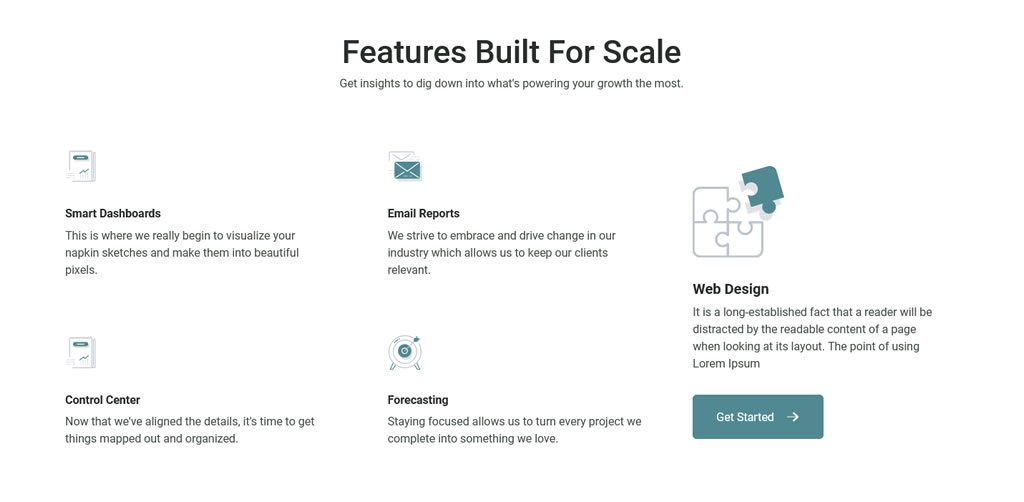 Features Built For Scale
Get insights to dig down into what's powering your growth the most.
Smart Dashboards
This is where we really begin to visualize your
napkin sketches and make them into beautiful
pixels.
Email Reports
We strive to embrace and drive change in our
industry which allows us to keep our clients
relevant.
Control Center
Now that we've aligned the details, it's time to get
things mapped out and organized.
Forecasting
Staying focused allows us to turn every project we
complete into something we love.
Web Design
It is a long-established fact that a reader will be
distracted by the readable content of a page
when looking at its layout. The point of using
Lorem Ipsum
Get Started